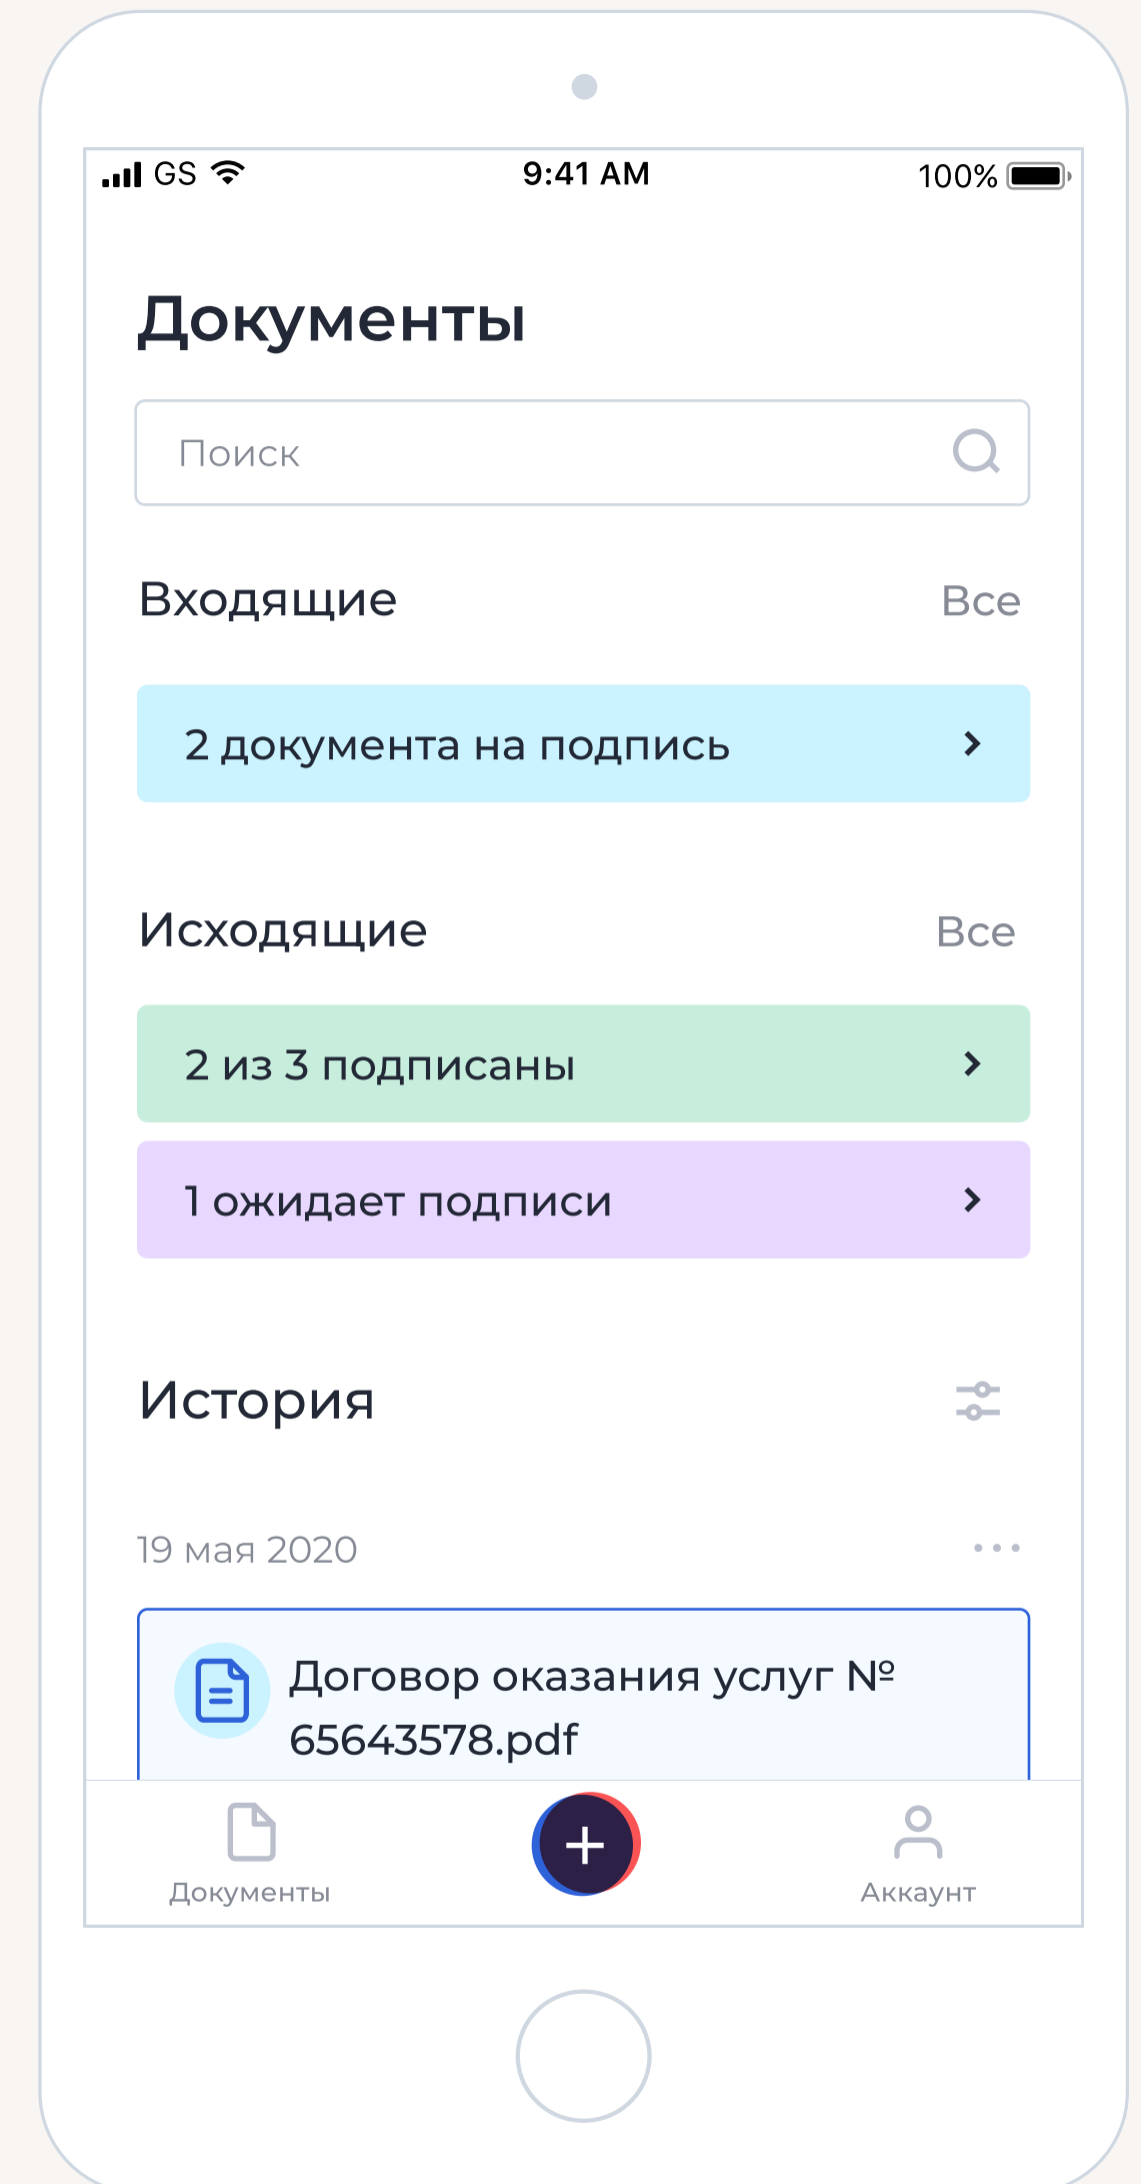 GS 9:41 AM 100%
Документы
Поиск
Входящие Все
2 документа на подпись
Исходящие Все
2 из 3 подписаны
1 ожидает подписи
История
19 мая 2020
Договор оказания услуг №
65643578.pdf
Документы Аккаунт